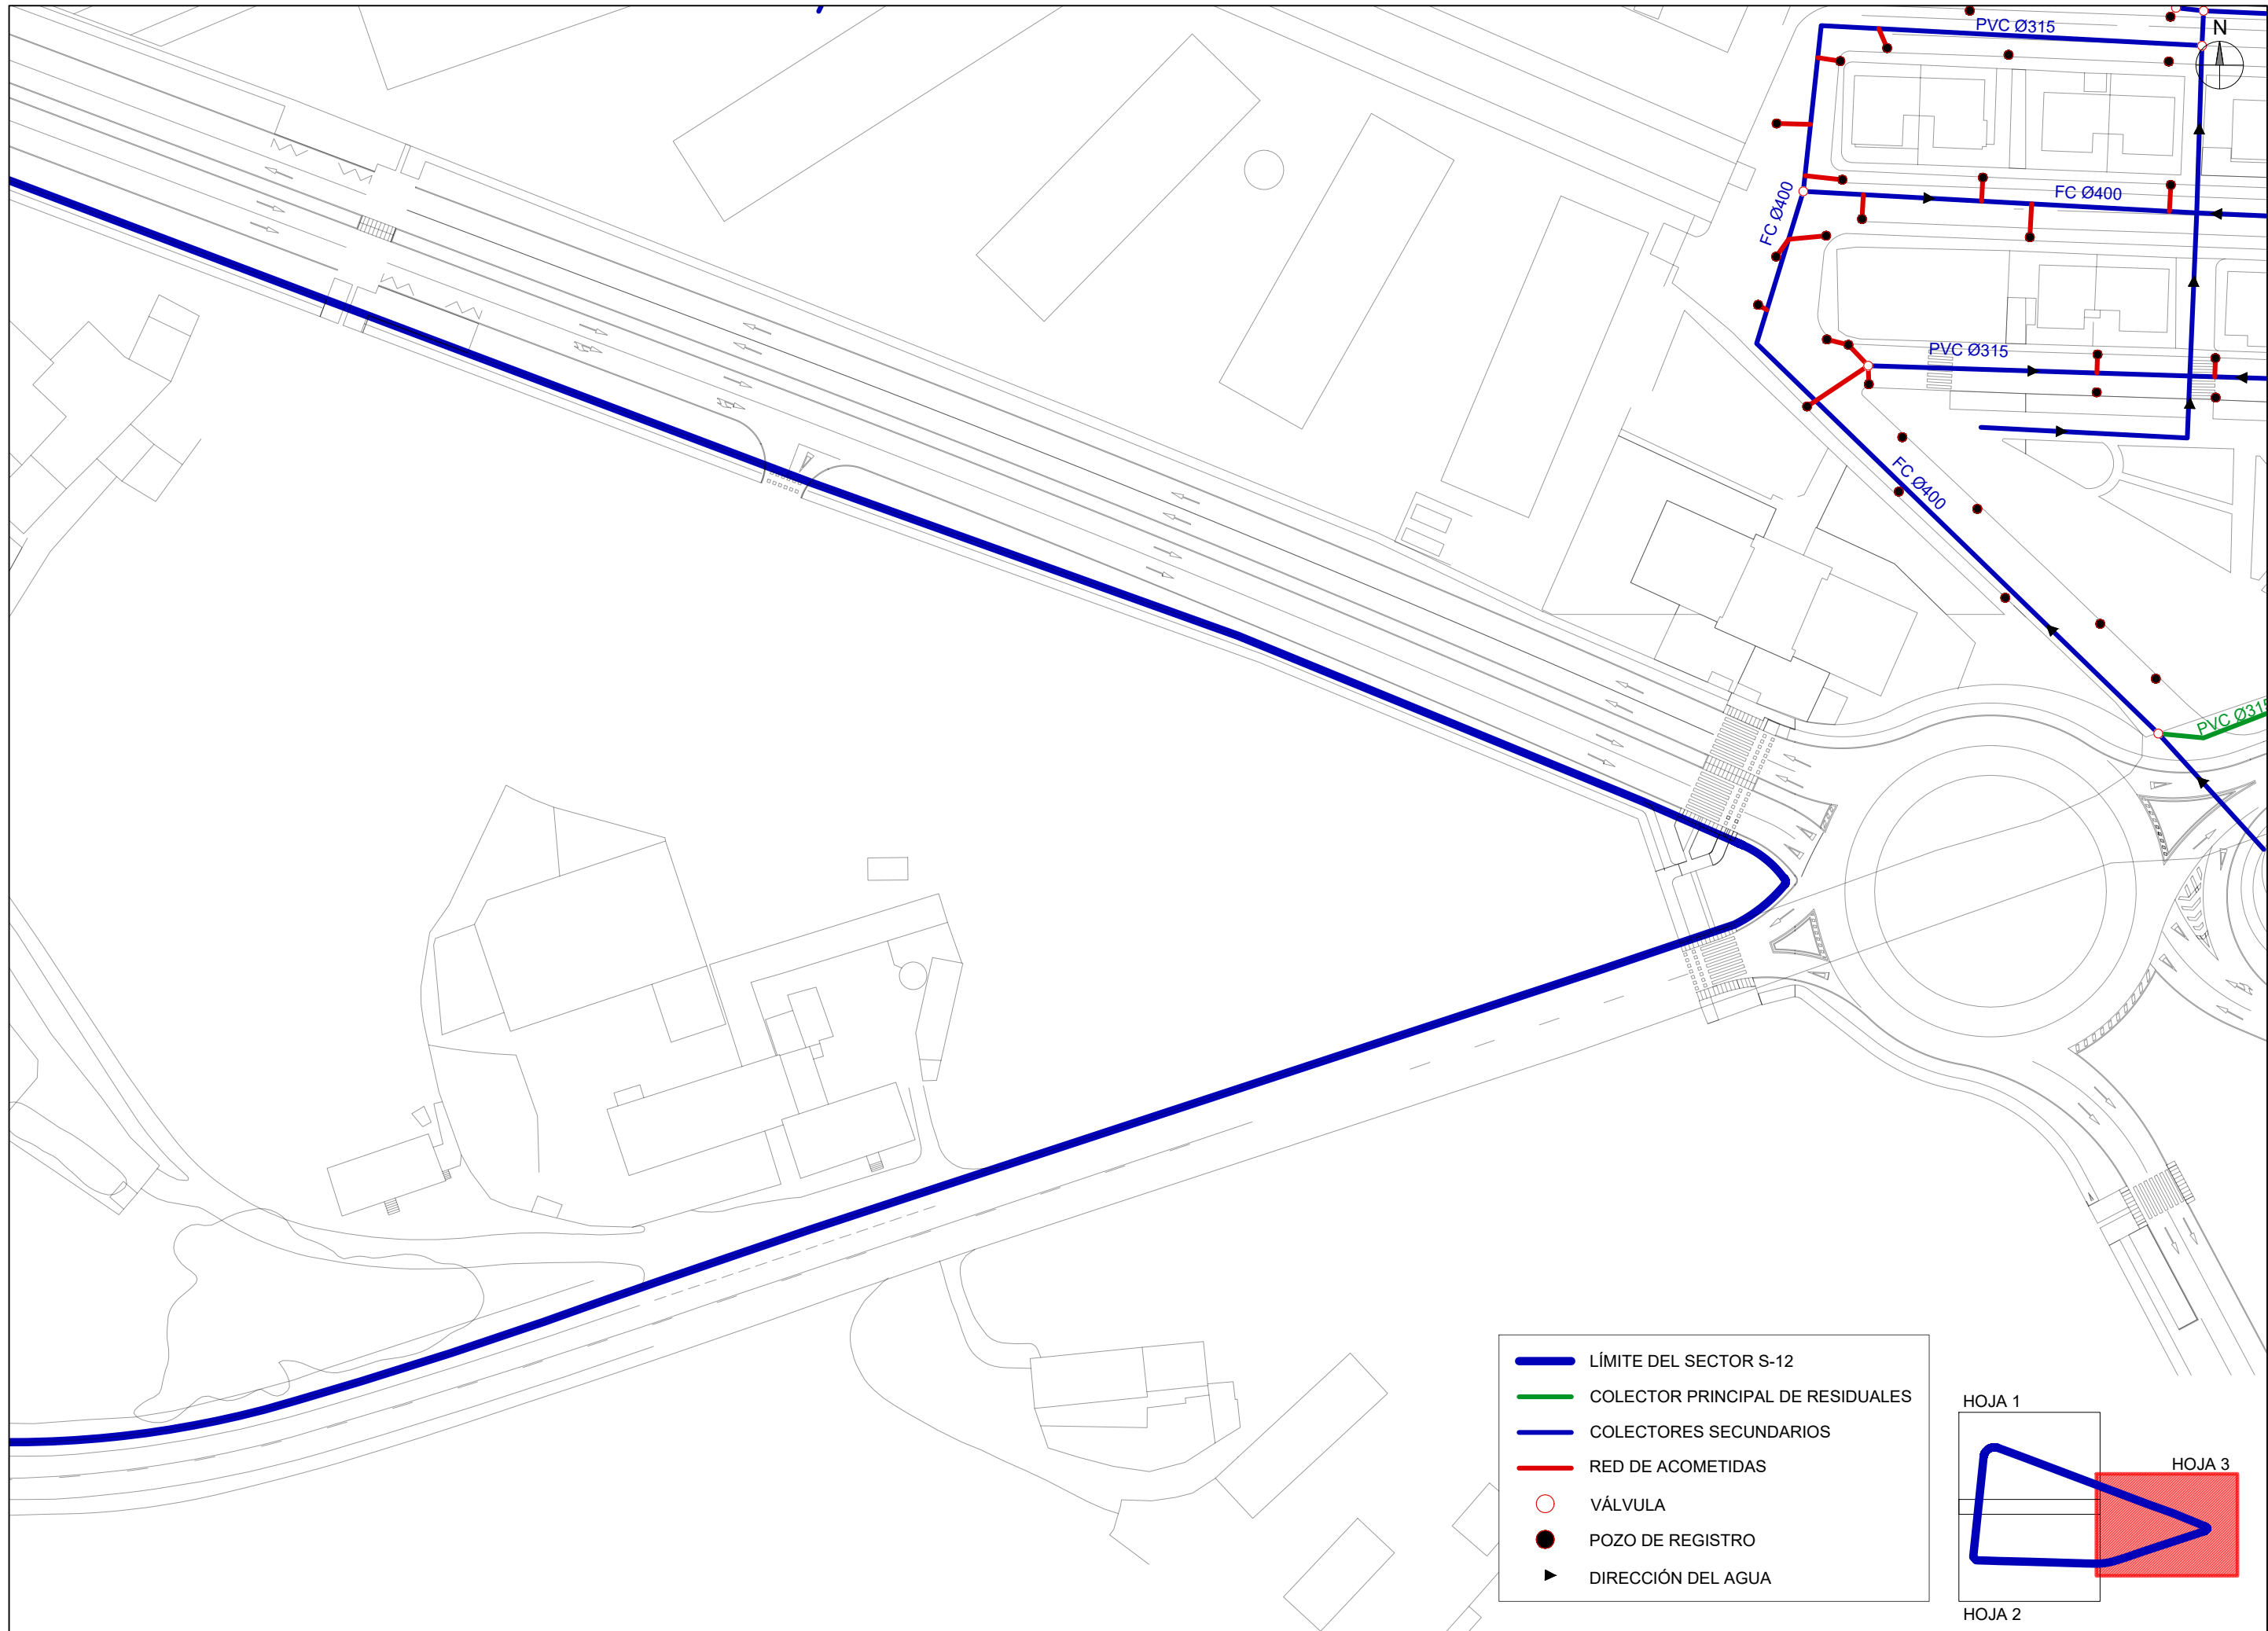 PVC Ø315
N
FC Ø400
FC Ø400
PVC Ø315
FC Ø400
PVC Ø315
LÍMITE DEL SECTOR S-12
COLECTOR PRINCIPAL DE RESIDUALES
COLECTORES SECUNDARIOS
RED DE ACOMETIDAS
VÁLVULA
POZO DE REGISTRO
DIRECCIÓN DEL AGUA
HOJA 1
HOJA 3
HOJA 2